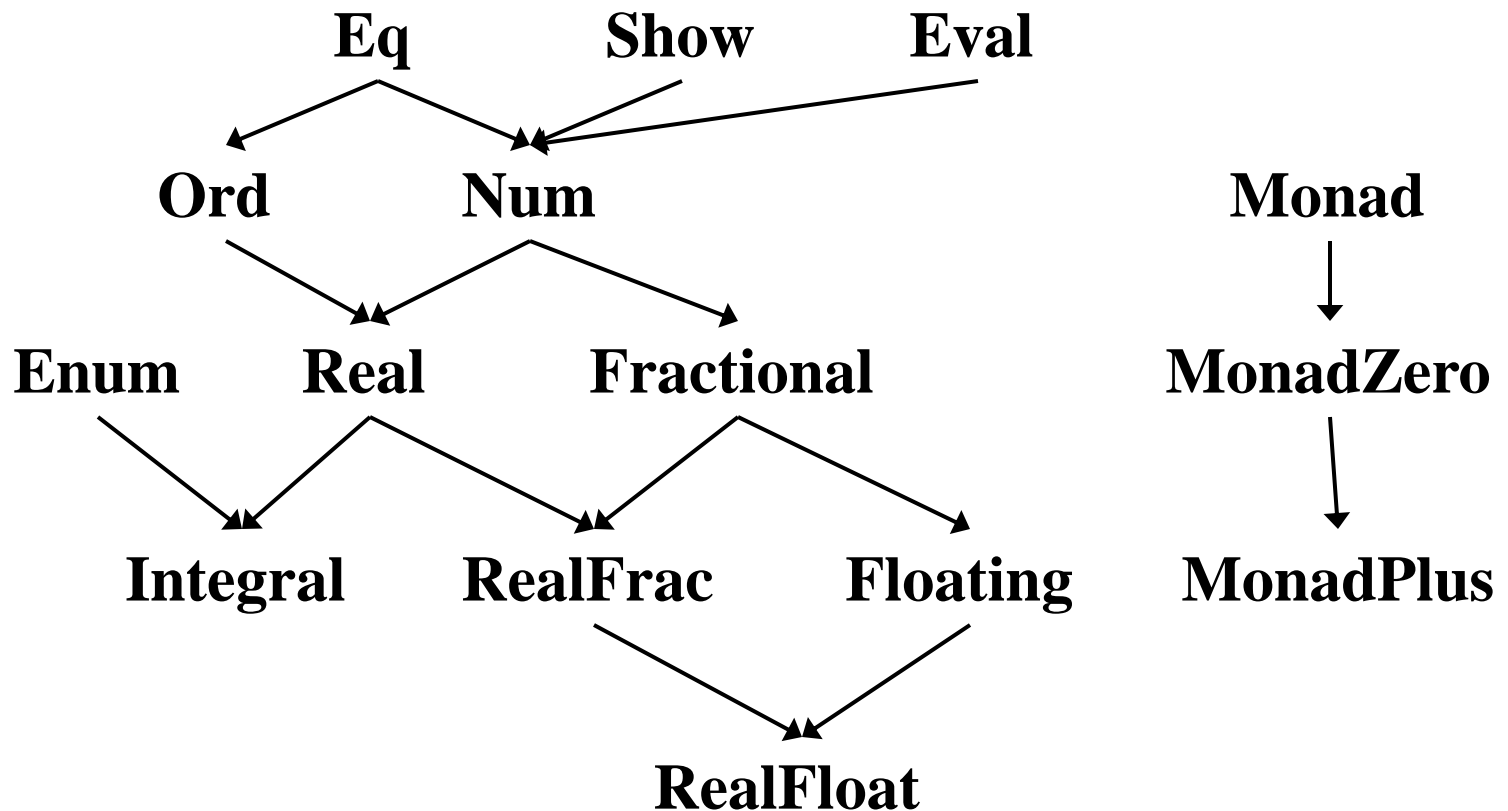 Eq Show Eval
Ord Num Monad
Enum Real Fractional MonadZero
Integral RealFrac Floating MonadPlus
RealFloat